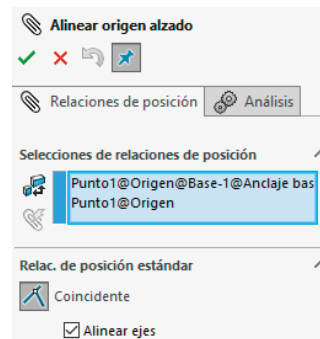 Alinear origen alzado
Relaciones de posición
Análisis
Selecciones de relaciones de posición
Punto1@Origen@Base-1@Anclaje bas
Punto1@Origen
Relac. de posición estándar
Coincidente
Alinear ejes